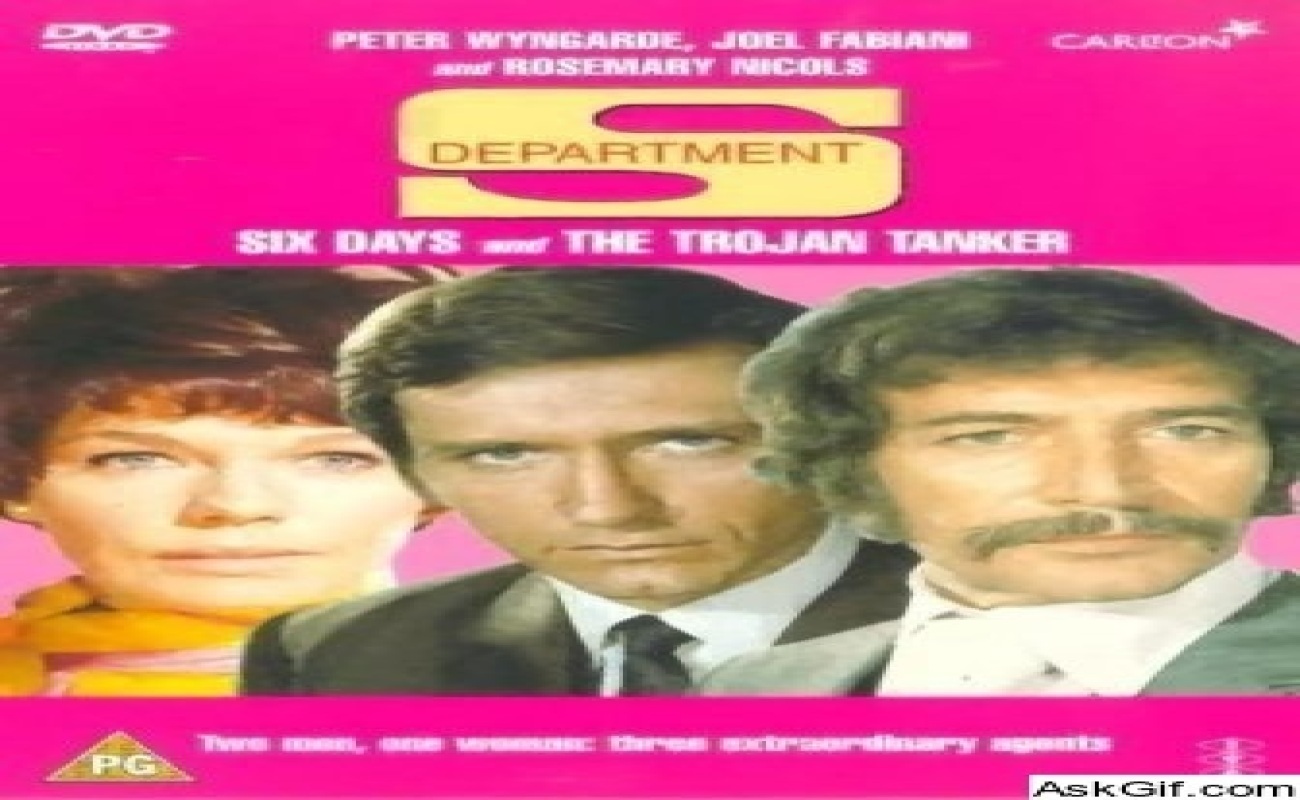 DVD
PETER WYNGARDE, JOEL FABIANI
CARLTON
and ROSEMARY NICOLS
S
DEPARTMENT
SIX DAYS and THE TROJAN TANKER
Two men, one woman: three extraordinary agents
PG
AskGif.com